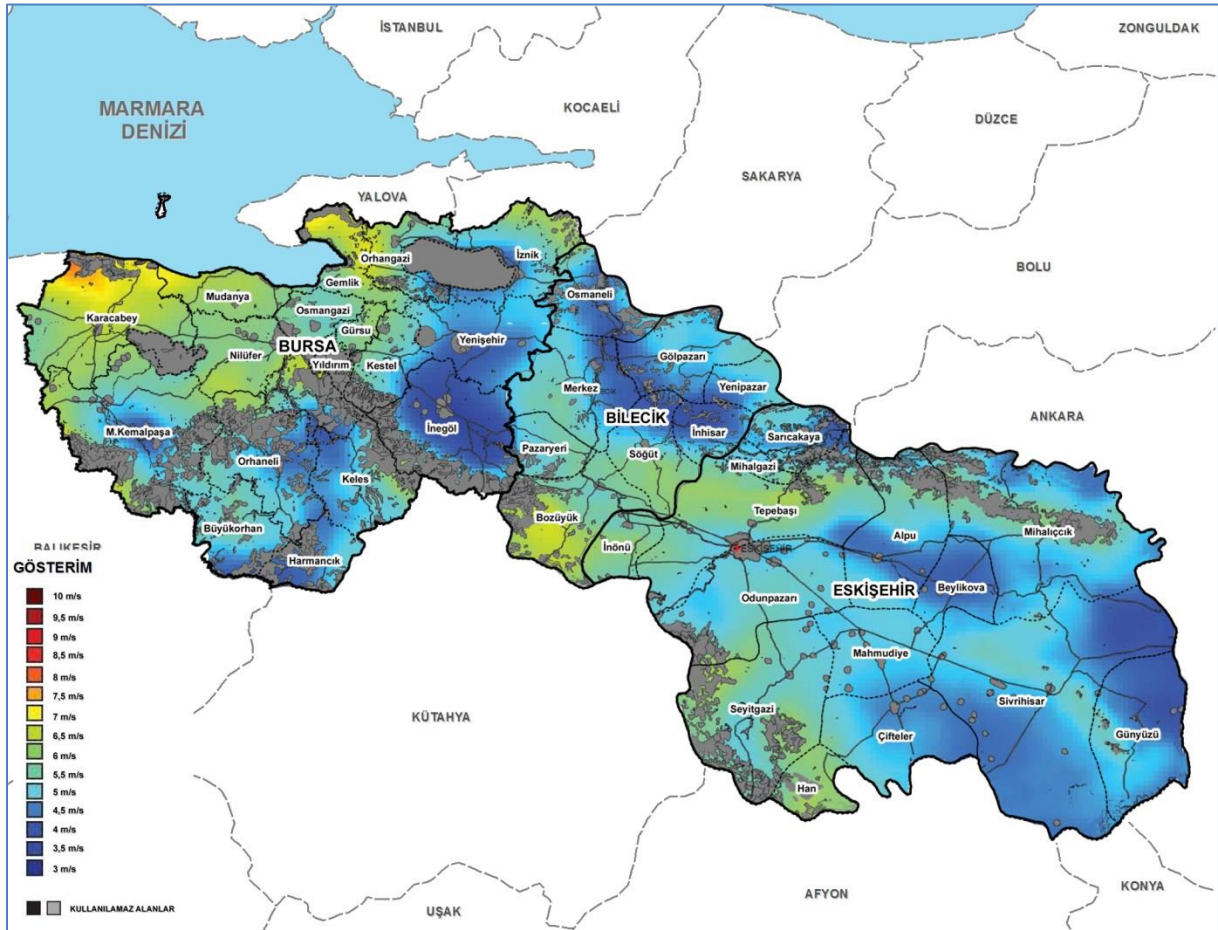 İSTANBUL
ZONGULDAK
MARMARA
DENİZİ
KOCAELİ
DÜZCE
SAKARYA
YALOVA
BOLU
Orhangazi
İznik
Gemlik
Osmaneli
Mudanya
Osmangazi
Karacabey
Gürsu
BURSA
Yenişehir
Nilüfer
Yıldırım
Kestel
Gölpazarı
Merkez
Yenipazar
ANKARA
BİLECİK
İnegöl
M.Kemalpaşa
İnhisar
Sarıcakaya
Pazaryeri
Söğüt
Orhaneli
Mihalgazi
Keles
Tepebaşı
Bozüyük
Büyükorhan
Mihalıçcık
Alpu
İnönü
BALIKESİR
ESKİŞEHİR
Harmancık
GÖSTERİM
Beylikova
ESKİŞEHİR
Odunpazarı
10 m/s
9,5 m/s
9 m/s
8,5 m/s
8 m/s
7,5 m/s
7 m/s
6,5 m/s
6 m/s
5,5 m/s
5 m/s
4,5 m/s
4 m/s
3,5 m/s
3 m/s
KULLANILAMAZ ALANLAR
Mahmudiye
Sivrihisar
Seyitgazi
KÜTAHYA
Çifteler
Günyüzü
Han
AFYON
KONYA
UŞAK